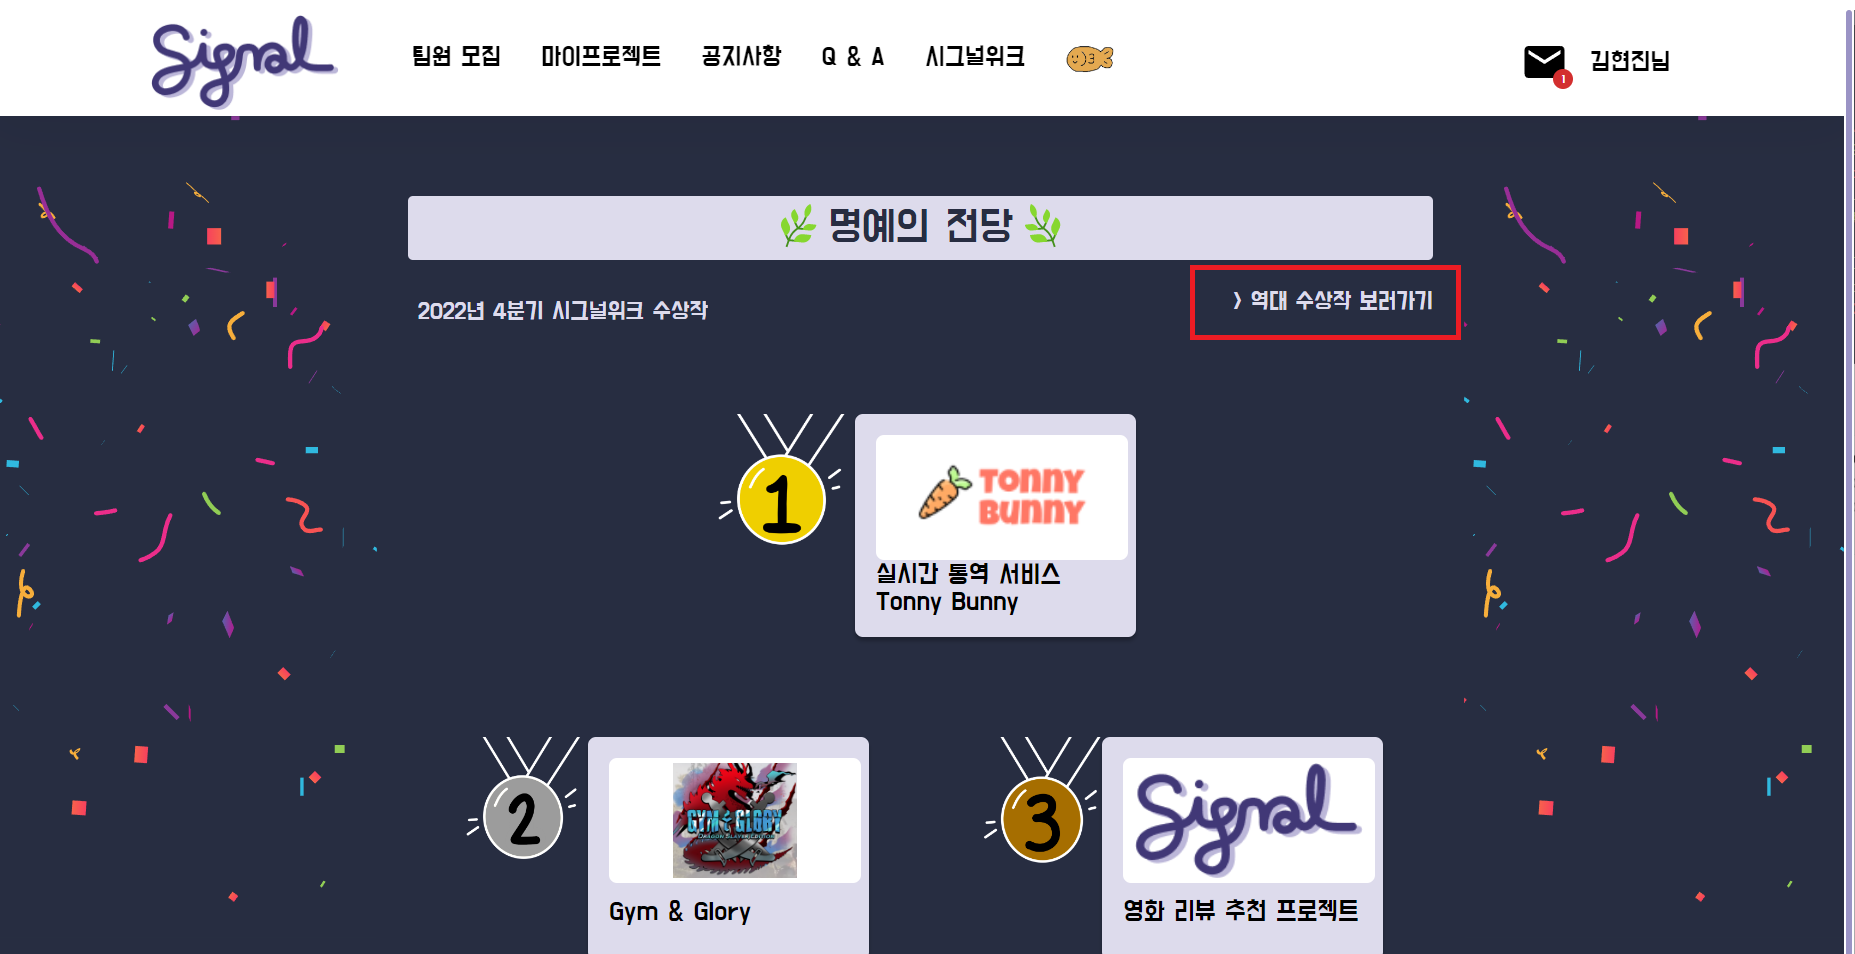 Signal
팀원 모집
마이프로젝트
공지사항
Q & A
시그널위크
1
김현진님
명예의 전당
2022년 4분기 시그널위크 수상작
> 역대 수상작 보러가기
1
TONNY
BUNNY
실시간 통역 서비스
Tonny Bunny
2
GYM & GLORY
DRAGON SLAYER EDITION
Gym & Glory
3
Signal
영화 리뷰 추천 프로젝트